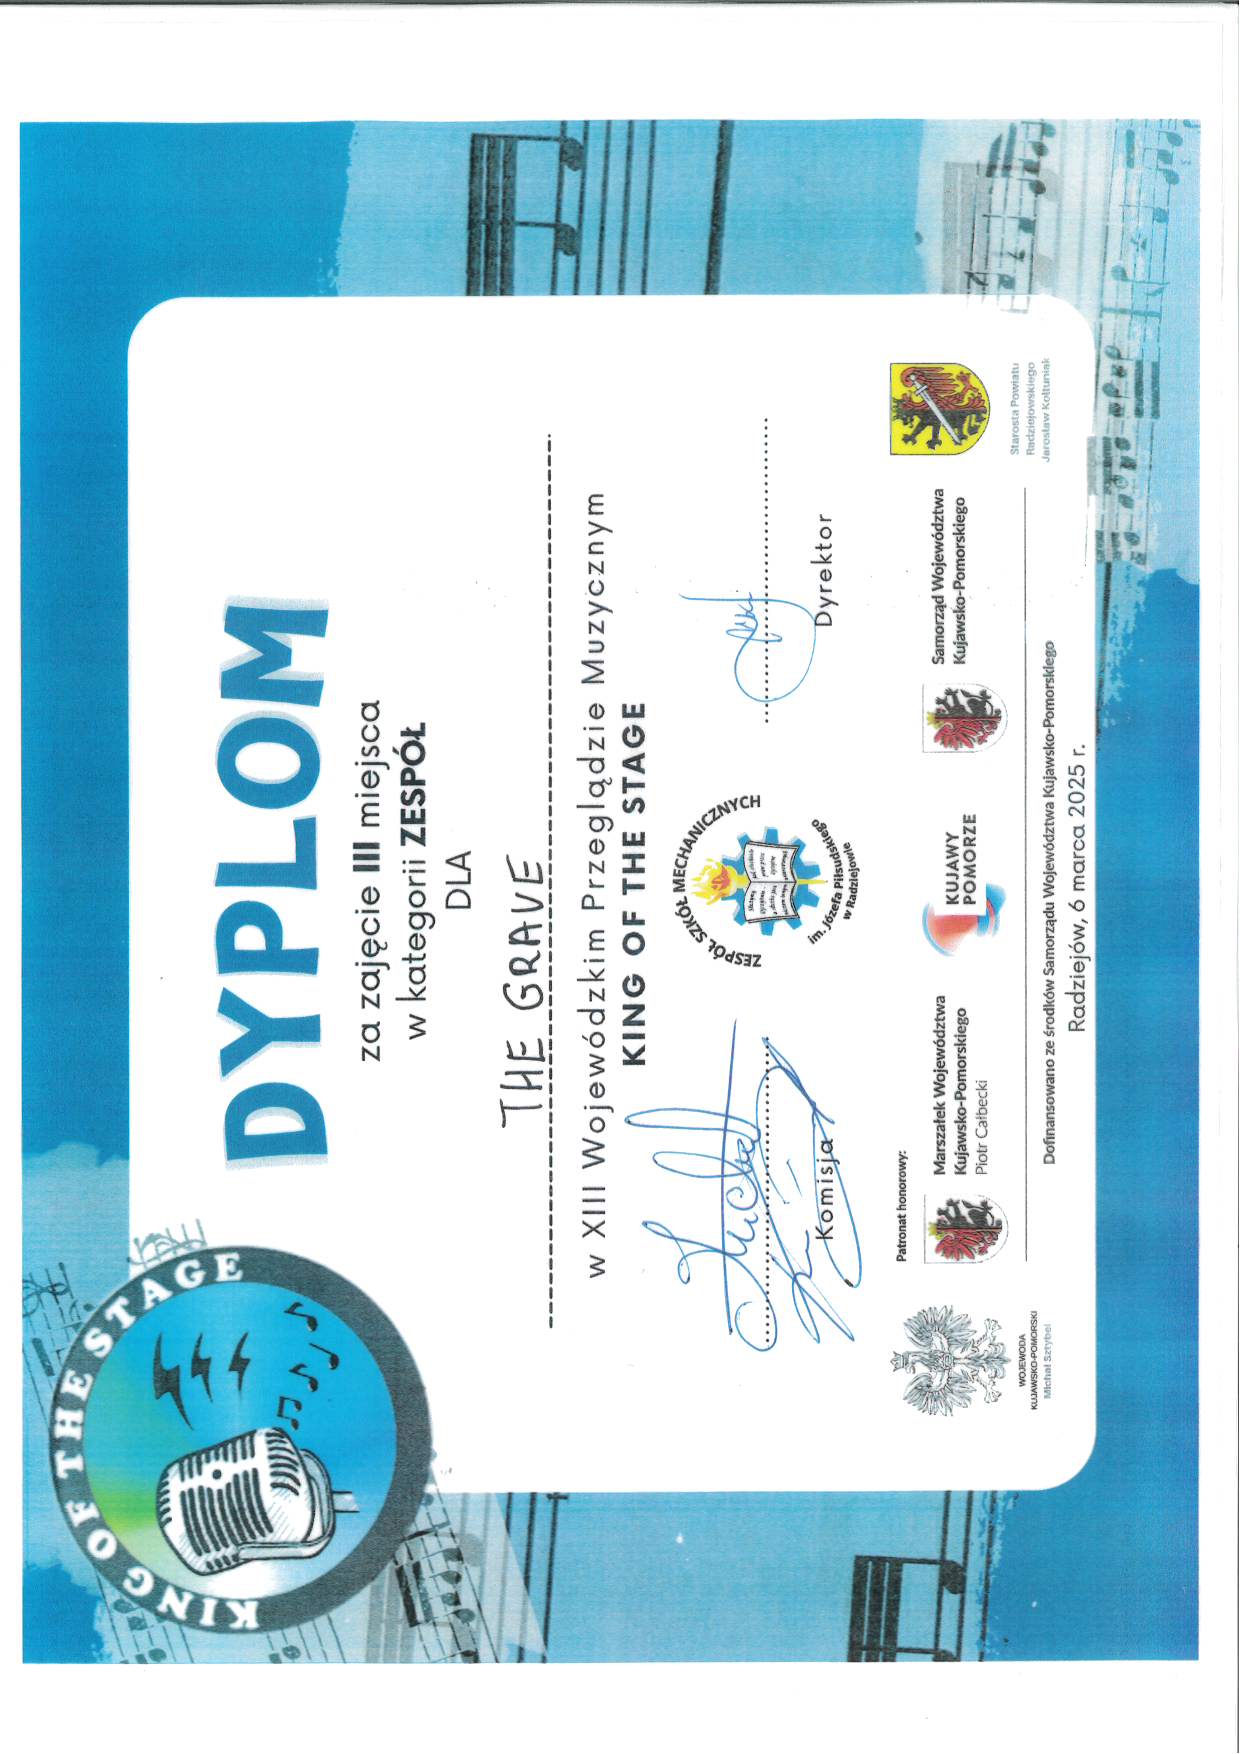 KING OF THE STAGE
DYPLOM
za zajęcie III miejsca
w kategorii ZESPÓŁ
DLA
THE GRAVE
w XIII Wojewódzkim Przeglądzie Muzycznym
KING OF THE STAGE
ZESPÓŁ SZKÓŁ MECHANICZNYCH
im. Józefa Piłsudskiego
w Radziejowie
Komisja
Dyrektor
Patronat honorowy:
WOJEWODA
KUJAWSKO-POMORSKI
Michał Sztybel
Marszałek Województwa
Kujawsko-Pomorskiego
Piotr Całbecki
KUJAWY
POMORZE
Samorząd Województwa
Kujawsko-Pomorskiego
Starosta Powiatu
Radziejowskiego
Jarosław Kołtuniak
Dofinansowano ze środków Samorządu Województwa Kujawsko-Pomorskiego
Radziejów, 6 marca 2025 r.